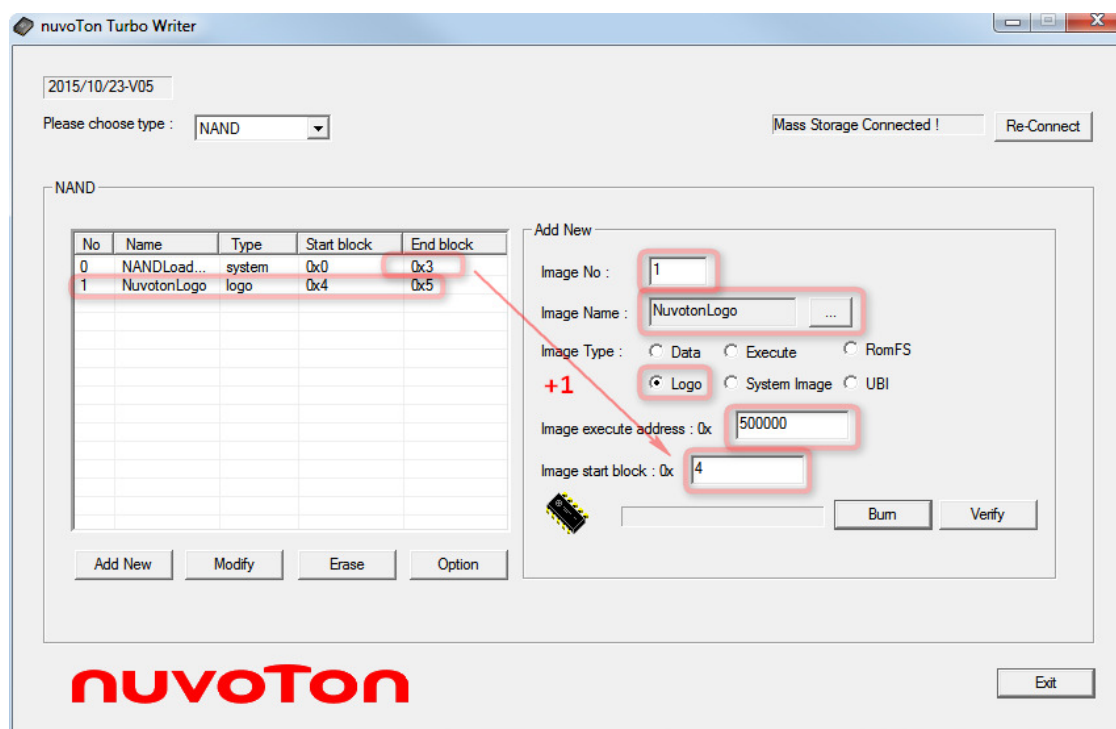 nuvoTon Turbo Writer
2015/10/23-V05
Please choose type : NAND
Mass Storage Connected ! Re-Connect
NAND
No Name Type Start block End block
0 NANDLoad... system 0x0 0x3
1 NuvotonLogo logo 0x4 0x5
Add New Modify Erase Option
Add New
Image No : 1
Image Name : NuvotonLogo ...
Image Type : Data Execute RomFS
+1 Logo System Image UBI
Image execute address : 0x 500000
Image start block : 0x 4
Burn Verify
nuvoTon
Exit